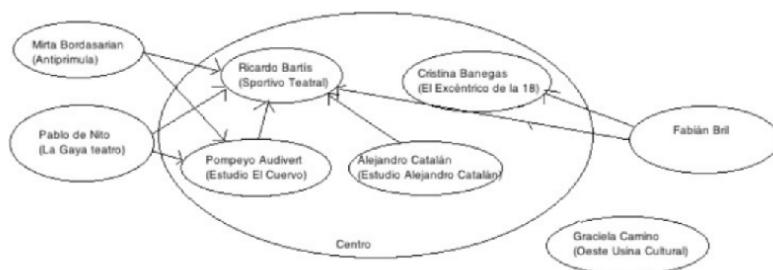 Mirta Bordasarian
(Antiprimula)
Ricardo Bartís
(Sportivo Teatral)
Cristina Banegas
(El Excéntrico de la 18)
Pablo de Nito
(La Gaya teatro)
Fabián Bril
Pompeyo Audivert
(Estudio El Cuervo)
Alejandro Catalán
(Estudio Alejandro Catalán)
Centro
Graciela Camino
(Oeste Usina Cultural)